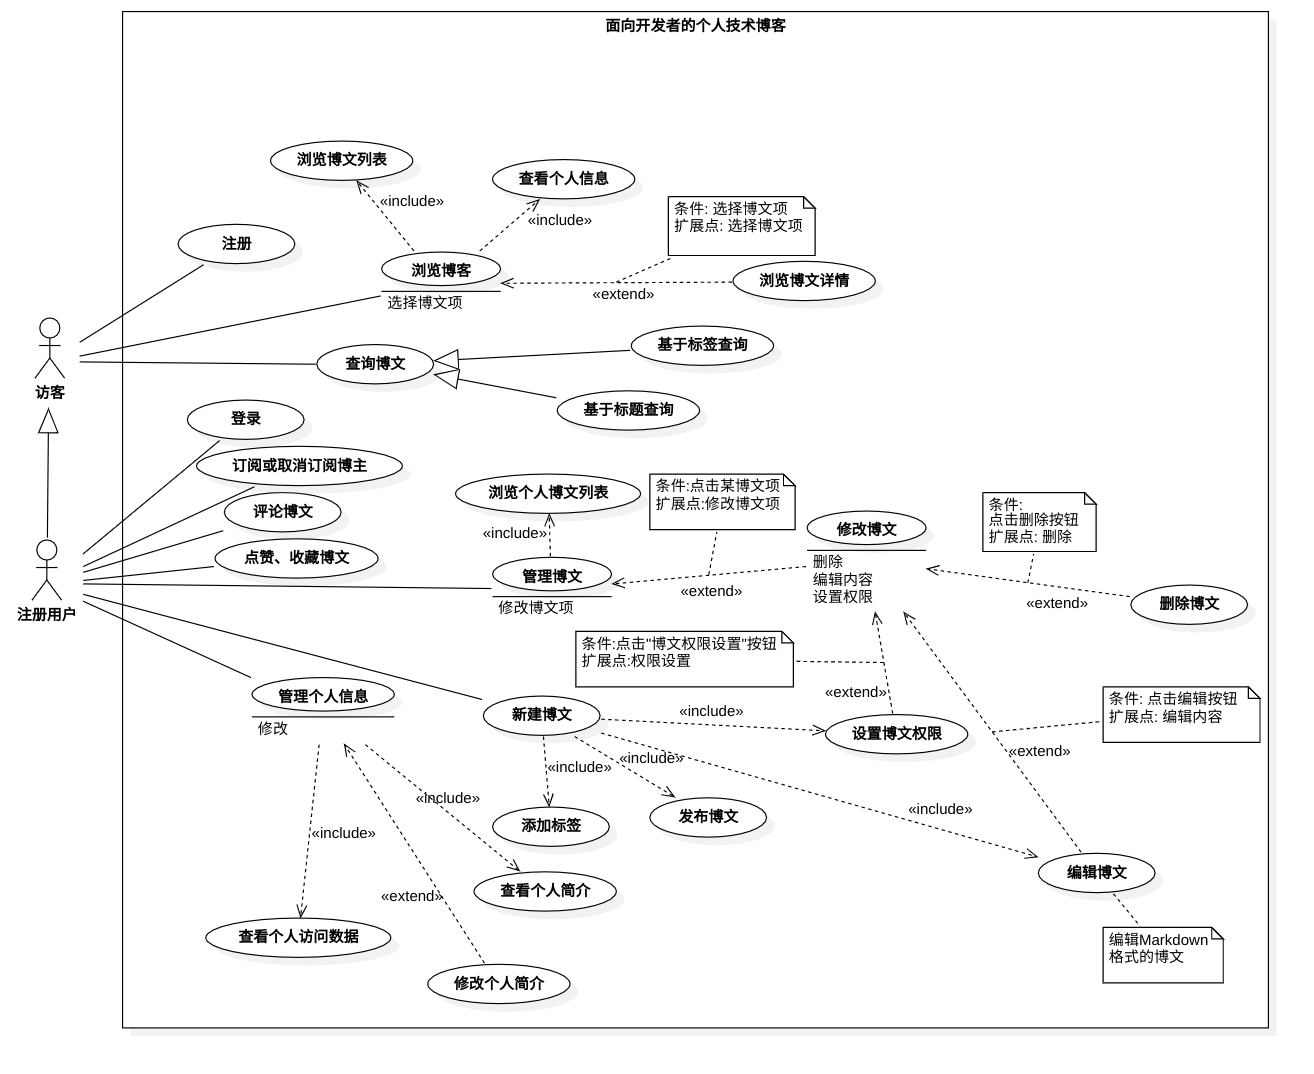 面向开发者的个人技术博客
浏览博文列表
查看个人信息
«include»
«include»
条件: 选择博文项
扩展点: 选择博文项
注册
浏览博客
选择博文项
浏览博文详情
«extend»
访客
查询博文
基于标签查询
基于标题查询
登录
订阅或取消订阅博主
评论博文
点赞、收藏博文
注册用户
浏览个人博文列表
«include»
条件:点击某博文项
扩展点:修改博文项
管理博文
修改博文项
«extend»
修改博文
删除
编辑内容
设置权限
条件:
点击删除按钮
扩展点: 删除
«extend»
删除博文
条件:点击"博文权限设置"按钮
扩展点:权限设置
«extend»
管理个人信息
修改
新建博文
«include»
设置博文权限
条件: 点击编辑按钮
扩展点: 编辑内容
«extend»
«include»
«include»
«include»
«include»
«include»
添加标签
发布博文
编辑博文
查看个人简介
«extend»
查看个人访问数据
修改个人简介
编辑Markdown
格式的博文